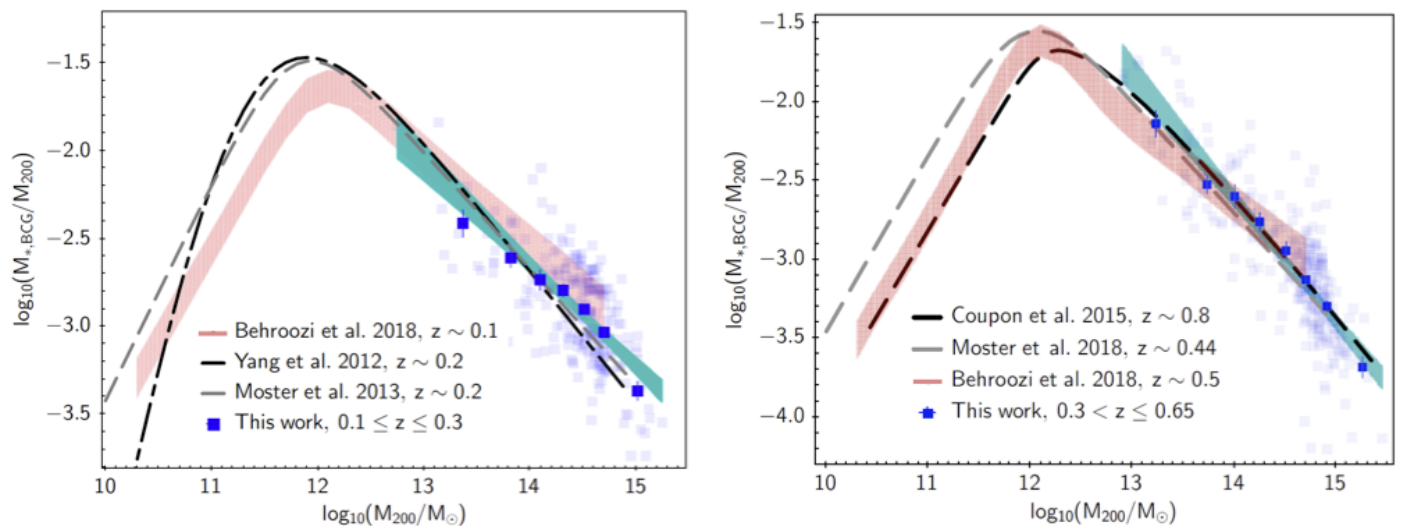 −1.5
−2.0
−2.5
−3.0
−3.5
log₁₀(M*,BCG/M₂₀₀)
Behroozi et al. 2018, z ∼ 0.1
Yang et al. 2012, z ∼ 0.2
Moster et al. 2013, z ∼ 0.2
This work, 0.1 ≤ z ≤ 0.3
10 11 12 13 14 15
log₁₀(M₂₀₀/M☉)
−1.5
−2.0
−2.5
−3.0
−3.5
−4.0
log₁₀(M*,BCG/M₂₀₀)
Coupon et al. 2015, z ∼ 0.8
Moster et al. 2018, z ∼ 0.44
Behroozi et al. 2018, z ∼ 0.5
This work, 0.3 < z ≤ 0.65
10 11 12 13 14 15
log₁₀(M₂₀₀/M☉)